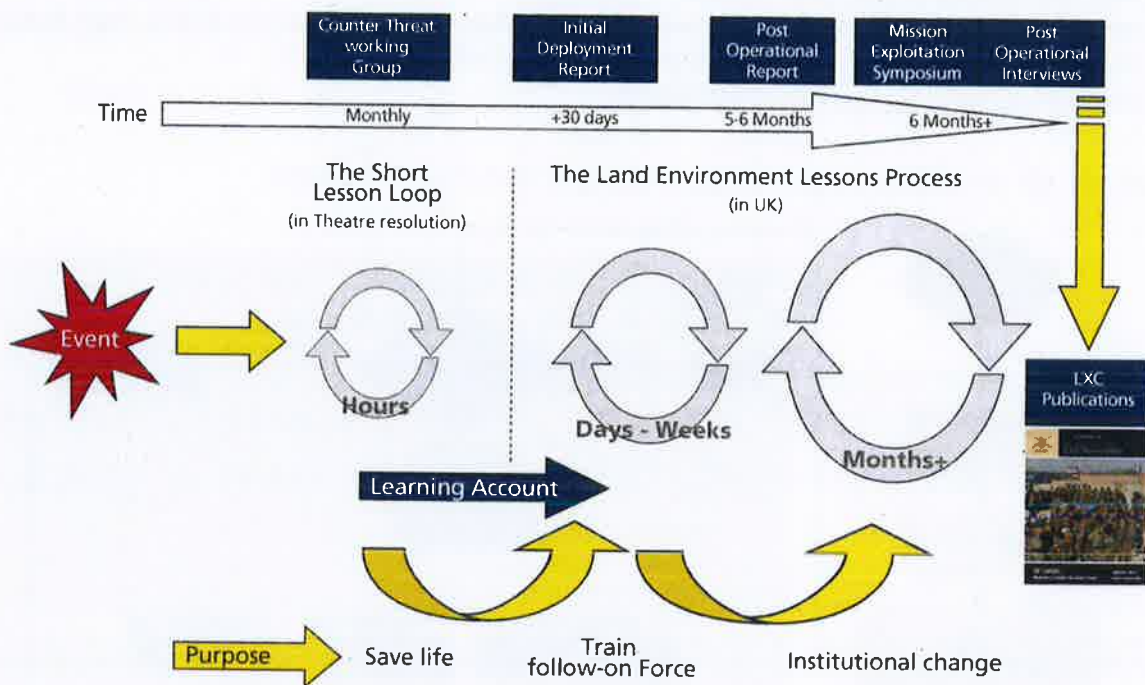 Counter Threat
working
Group
Initial
Deployment
Report
Post
Operational
Report
Mission
Exploitation
Symposium
Post
Operational
Interviews
Time
Monthly
+30 days
5-6 Months
6 Months+
The Short
Lesson Loop
(in Theatre resolution)
The Land Environment Lessons Process
(in UK)
Event
Hours
Days - Weeks
Months+
LXC
Publications
Learning Account
Purpose
Save life
Train
follow-on Force
Institutional change